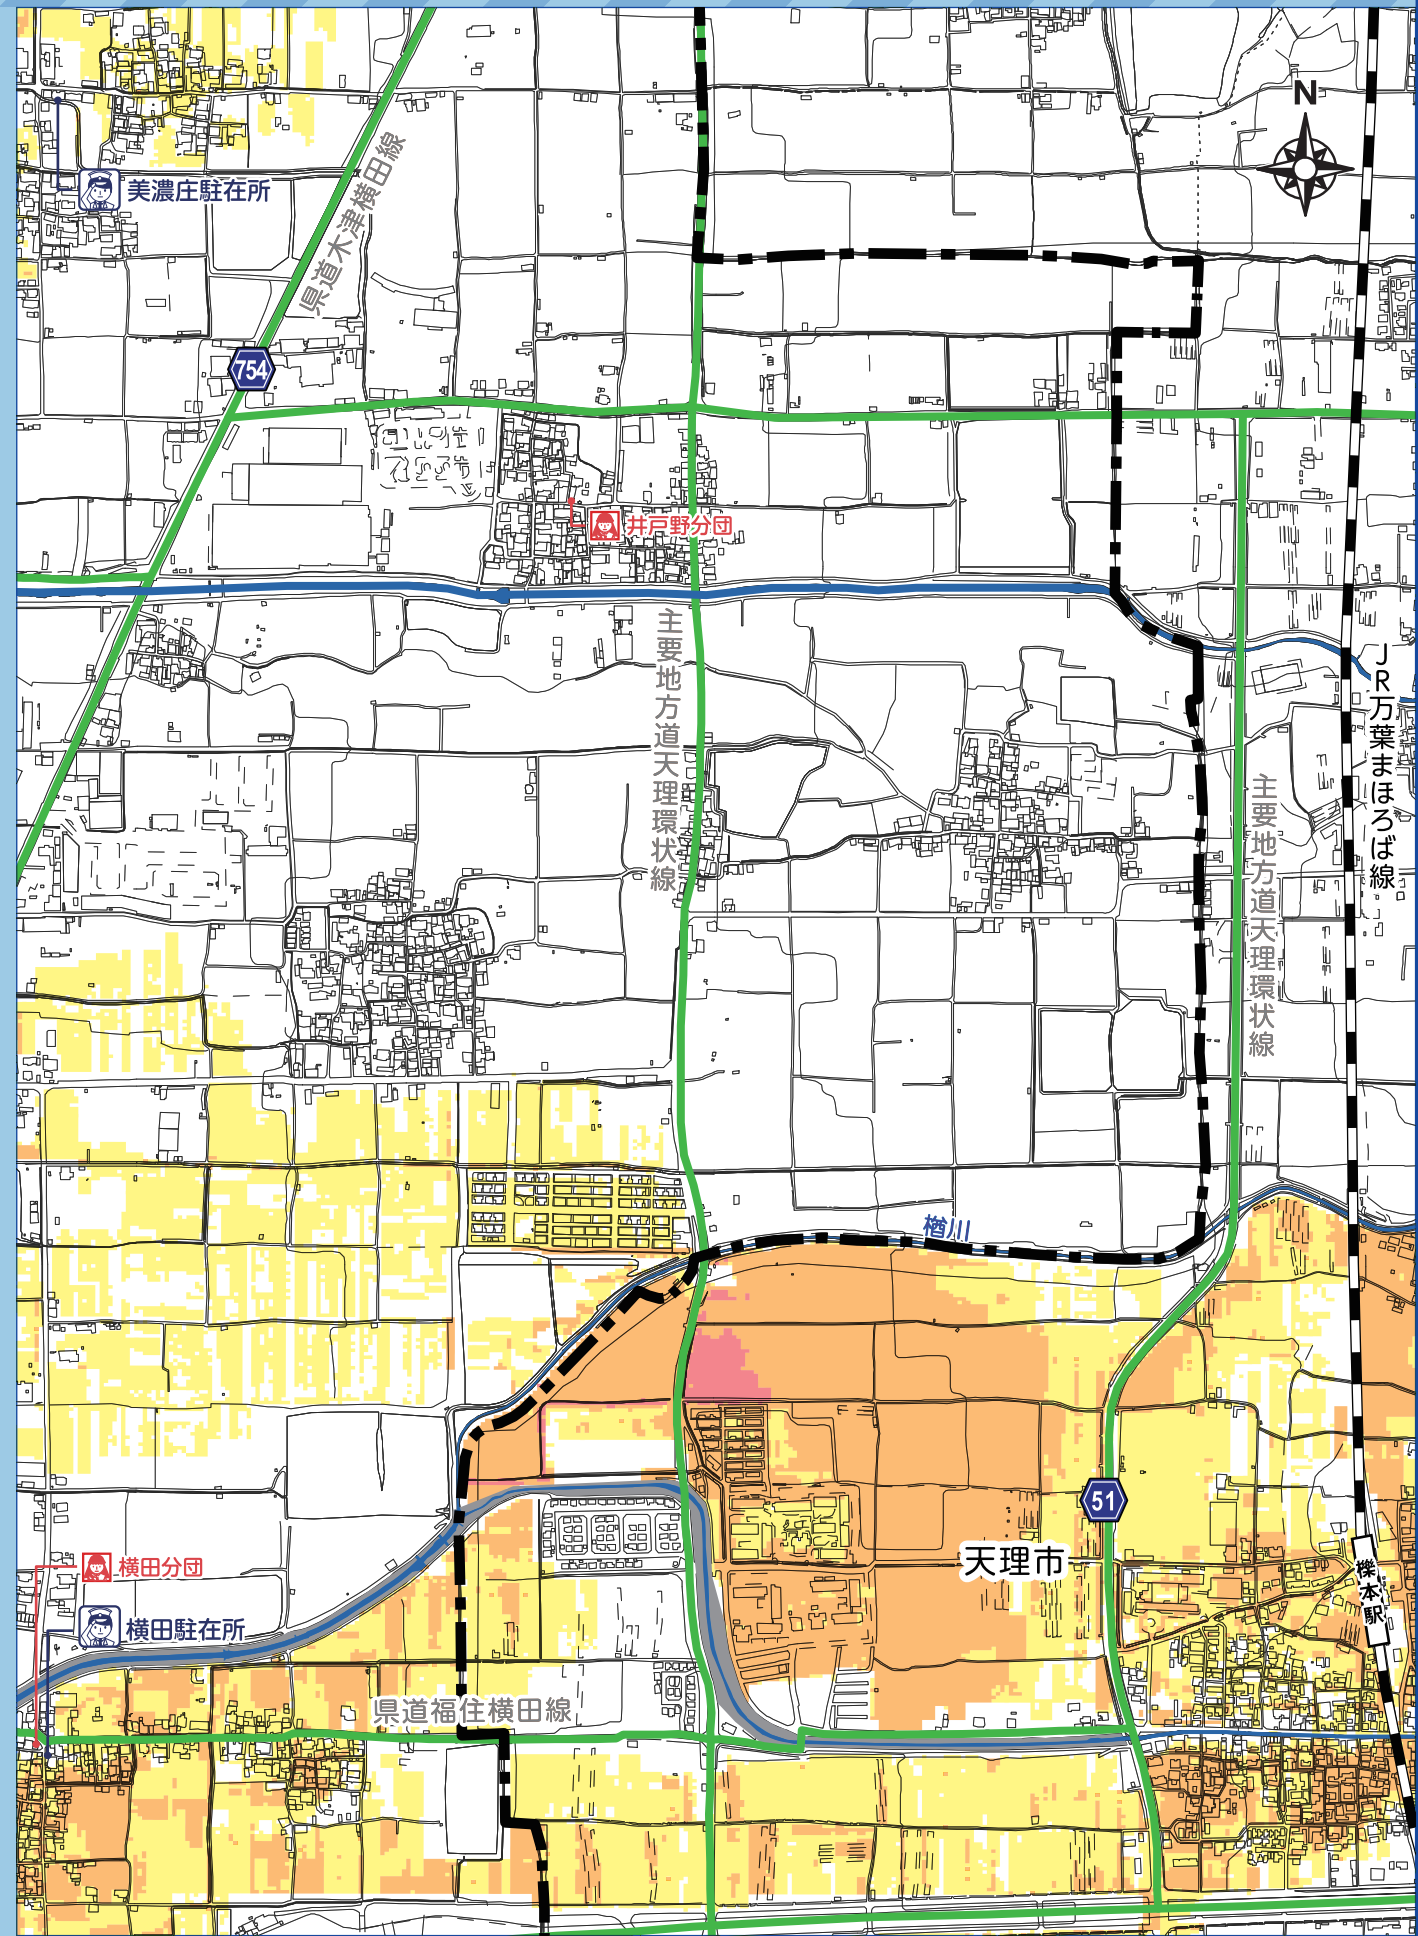 N
美濃庄駐在所
県道木津横田線
754
井戸野分団
主要地方道天理環状線
JR万葉まほろば線
主要地方道天理環状線
楢川
51
天理市
櫟本駅
横田分団
横田駐在所
県道福住横田線